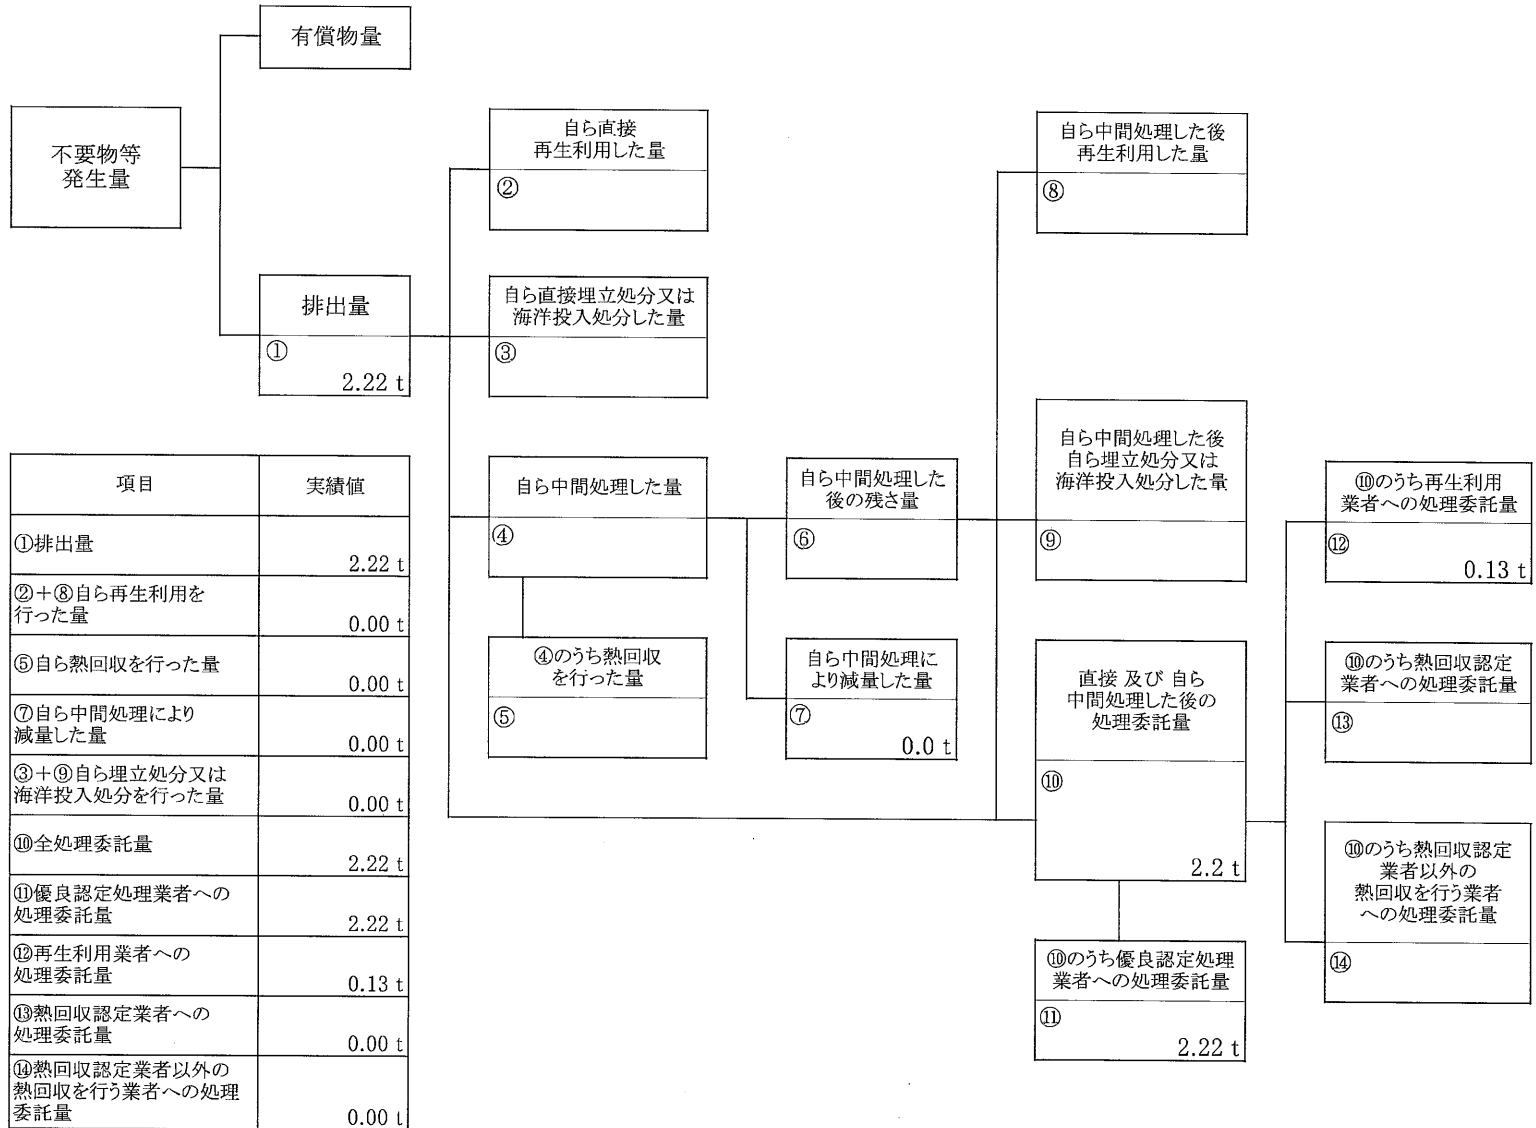 有償物量
不要物等
発生量
排出量
①
2.22 t
自ら直接
再生利用した量
②
自ら直接埋立処分又は
海洋投入処分した量
③
自ら中間処理した量
④
④のうち熱回収
を行った量
⑤
自ら中間処理した
後の残さ量
⑥
自ら中間処理に
より減量した量
⑦
0.0 t
自ら中間処理した後
再生利用した量
⑧
自ら中間処理した後
自ら埋立処分又は
海洋投入処分した量
⑨
直接 及び 自ら
中間処理した後の
処理委託量
⑩
2.2 t
⑩のうち優良認定処理
業者への処理委託量
⑪
2.22 t
⑩のうち再生利用
業者への処理委託量
⑫
0.13 t
⑩のうち熱回収認定
業者への処理委託量
⑬
⑩のうち熱回収認定
業者以外の
熱回収を行う業者
への処理委託量
⑭
項目 実績値
①排出量
2.22 t
②+⑧自ら再生利用を
行った量
0.00 t
⑤自ら熱回収を行った量
0.00 t
⑦自ら中間処理により
減量した量
0.00 t
③+⑨自ら埋立処分又は
海洋投入処分を行った量
0.00 t
⑩全処理委託量
2.22 t
⑪優良認定処理業者への
処理委託量
2.22 t
⑫再生利用業者への
処理委託量
0.13 t
⑬熱回収認定業者への
処理委託量
0.00 t
⑭熱回収認定業者以外の
熱回収を行う業者への処理
委託量
0.00 t